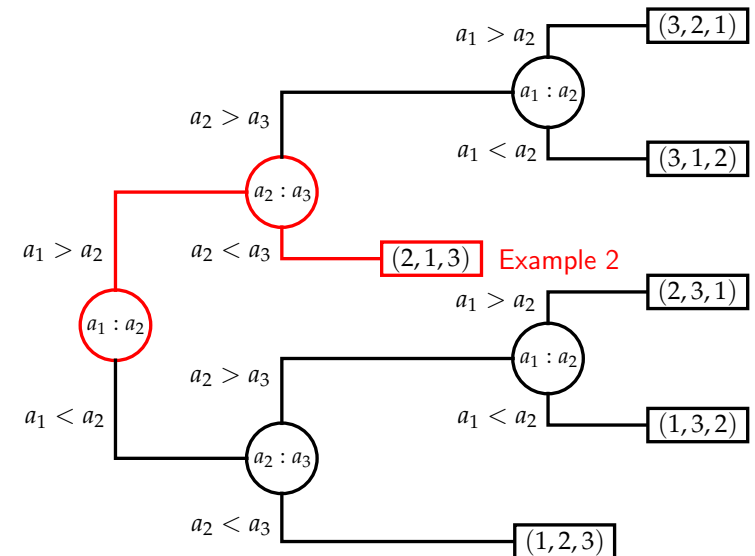 (3, 2, 1)
a₁ > a₂
a₁ : a₂
a₂ > a₃
a₁ < a₂
(3, 1, 2)
a₂ : a₃
a₁ > a₂
a₂ < a₃
(2, 1, 3) Example 2
a₁ > a₂
(2, 3, 1)
a₁ : a₂
a₁ : a₂
a₂ > a₃
a₁ < a₂
a₁ < a₂
(1, 3, 2)
a₂ : a₃
a₂ < a₃
(1, 2, 3)